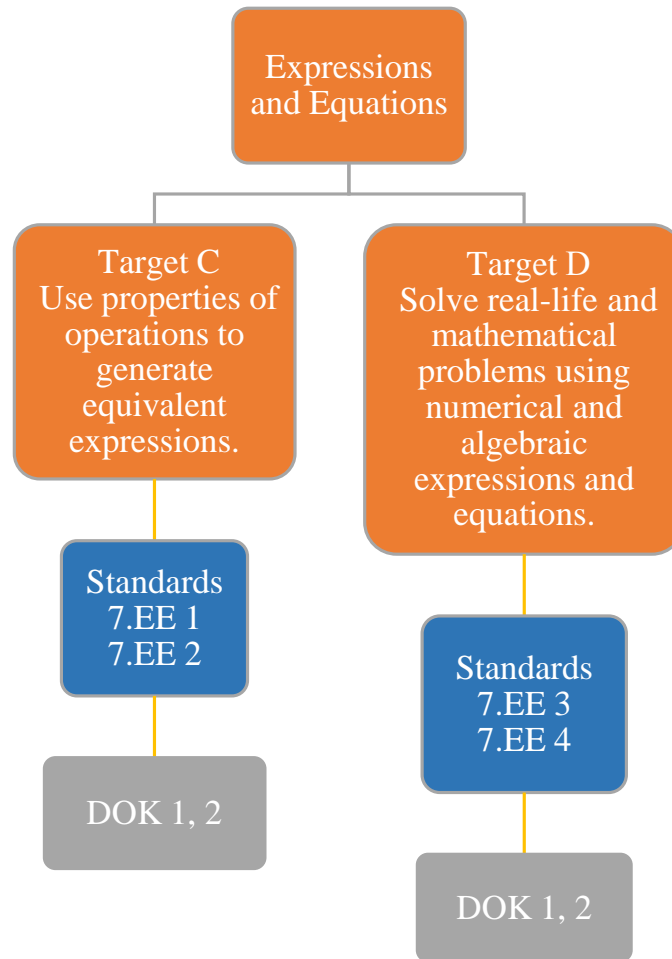 Expressions
and Equations
Target C
Use properties of
operations to
generate
equivalent
expressions.
Standards
7.EE 1
7.EE 2
DOK 1, 2
Target D
Solve real-life and
mathematical
problems using
numerical and
algebraic
expressions and
equations.
Standards
7.EE 3
7.EE 4
DOK 1, 2